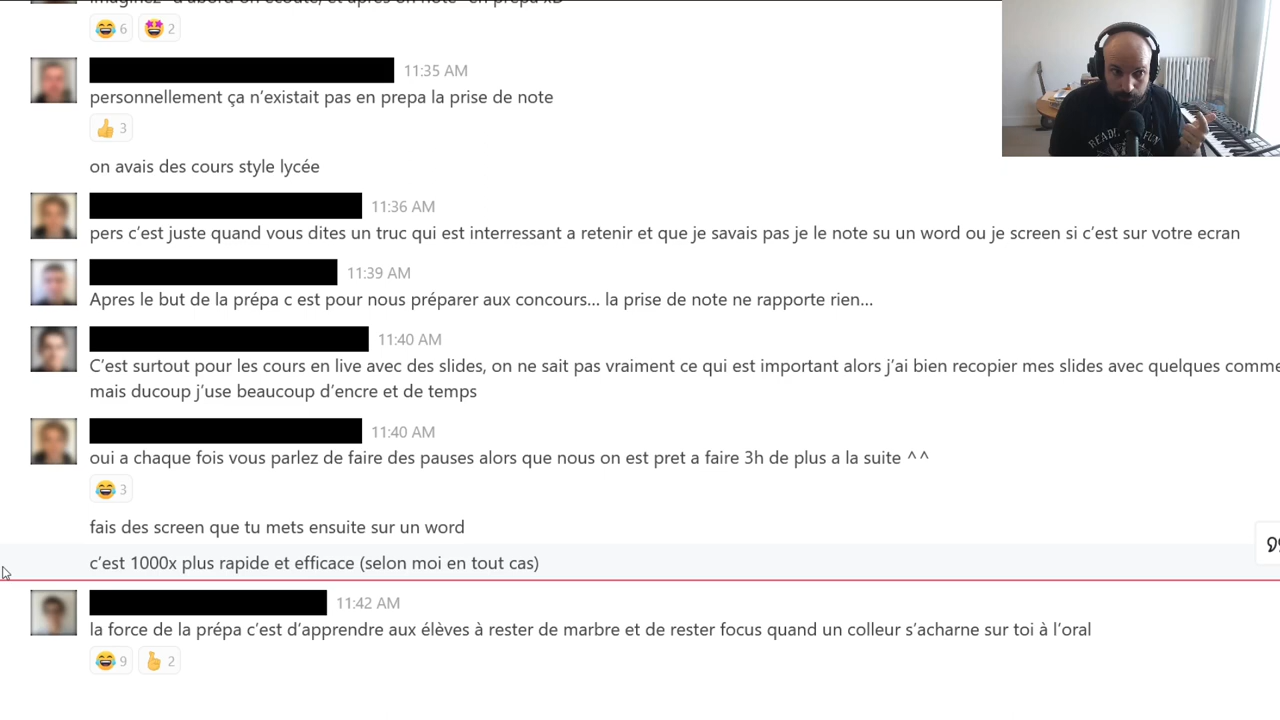 6 2
11:35 AM
personnellement ça n'existait pas en prepa la prise de note
3
on avais des cours style lycée
11:36 AM
pers c'est juste quand vous dites un truc qui est interressant a retenir et que je savais pas je le note su un word ou je screen si c'est sur votre ecran
11:39 AM
Apres le but de la prépa c est pour nous préparer aux concours... la prise de note ne rapporte rien...
11:40 AM
C'est surtout pour les cours en live avec des slides, on ne sait pas vraiment ce qui est important alors j'ai bien recopier mes slides avec quelques comme
mais ducoup j'use beaucoup d'encre et de temps
11:40 AM
oui a chaque fois vous parlez de faire des pauses alors que nous on est pret a faire 3h de plus a la suite ^^
3
fais des screen que tu mets ensuite sur un word
c'est 1000x plus rapide et efficace (selon moi en tout cas)
11:42 AM
la force de la prépa c'est d'apprendre aux élèves à rester de marbre et de rester focus quand un colleur s'acharne sur toi à l'oral
9 2